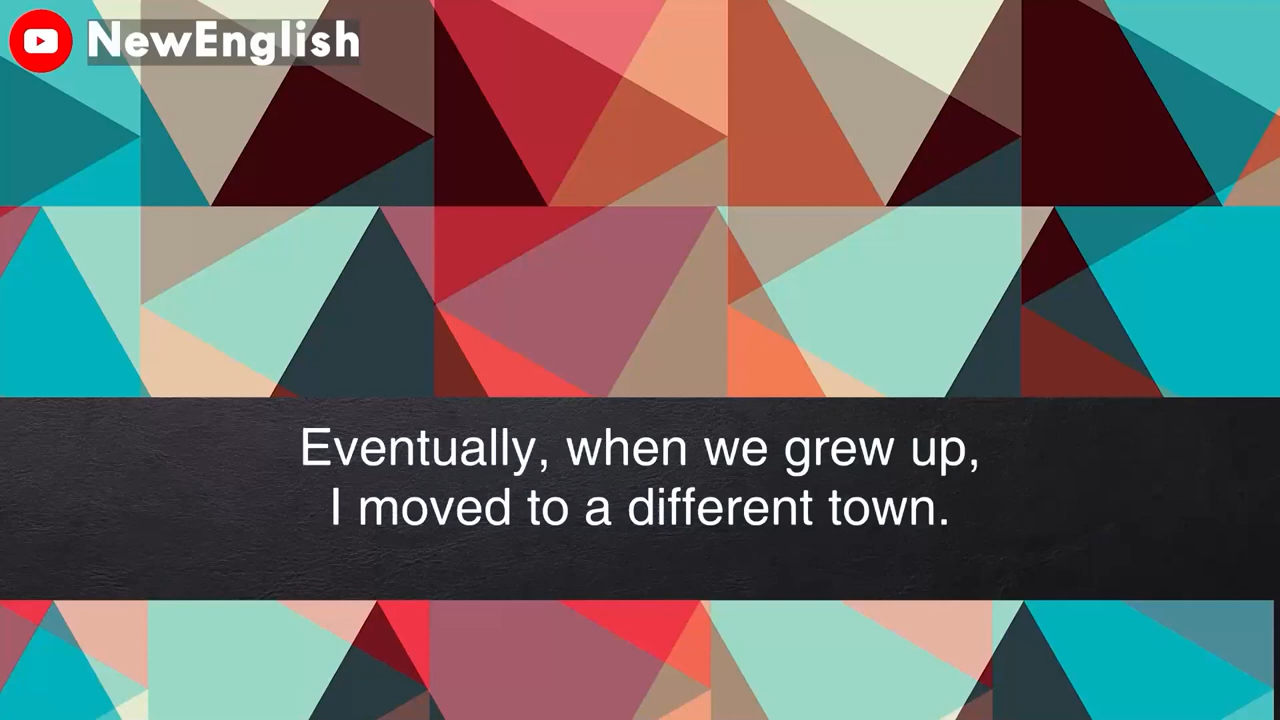 NewEnglish
Eventually, when we grew up,
I moved to a different town.